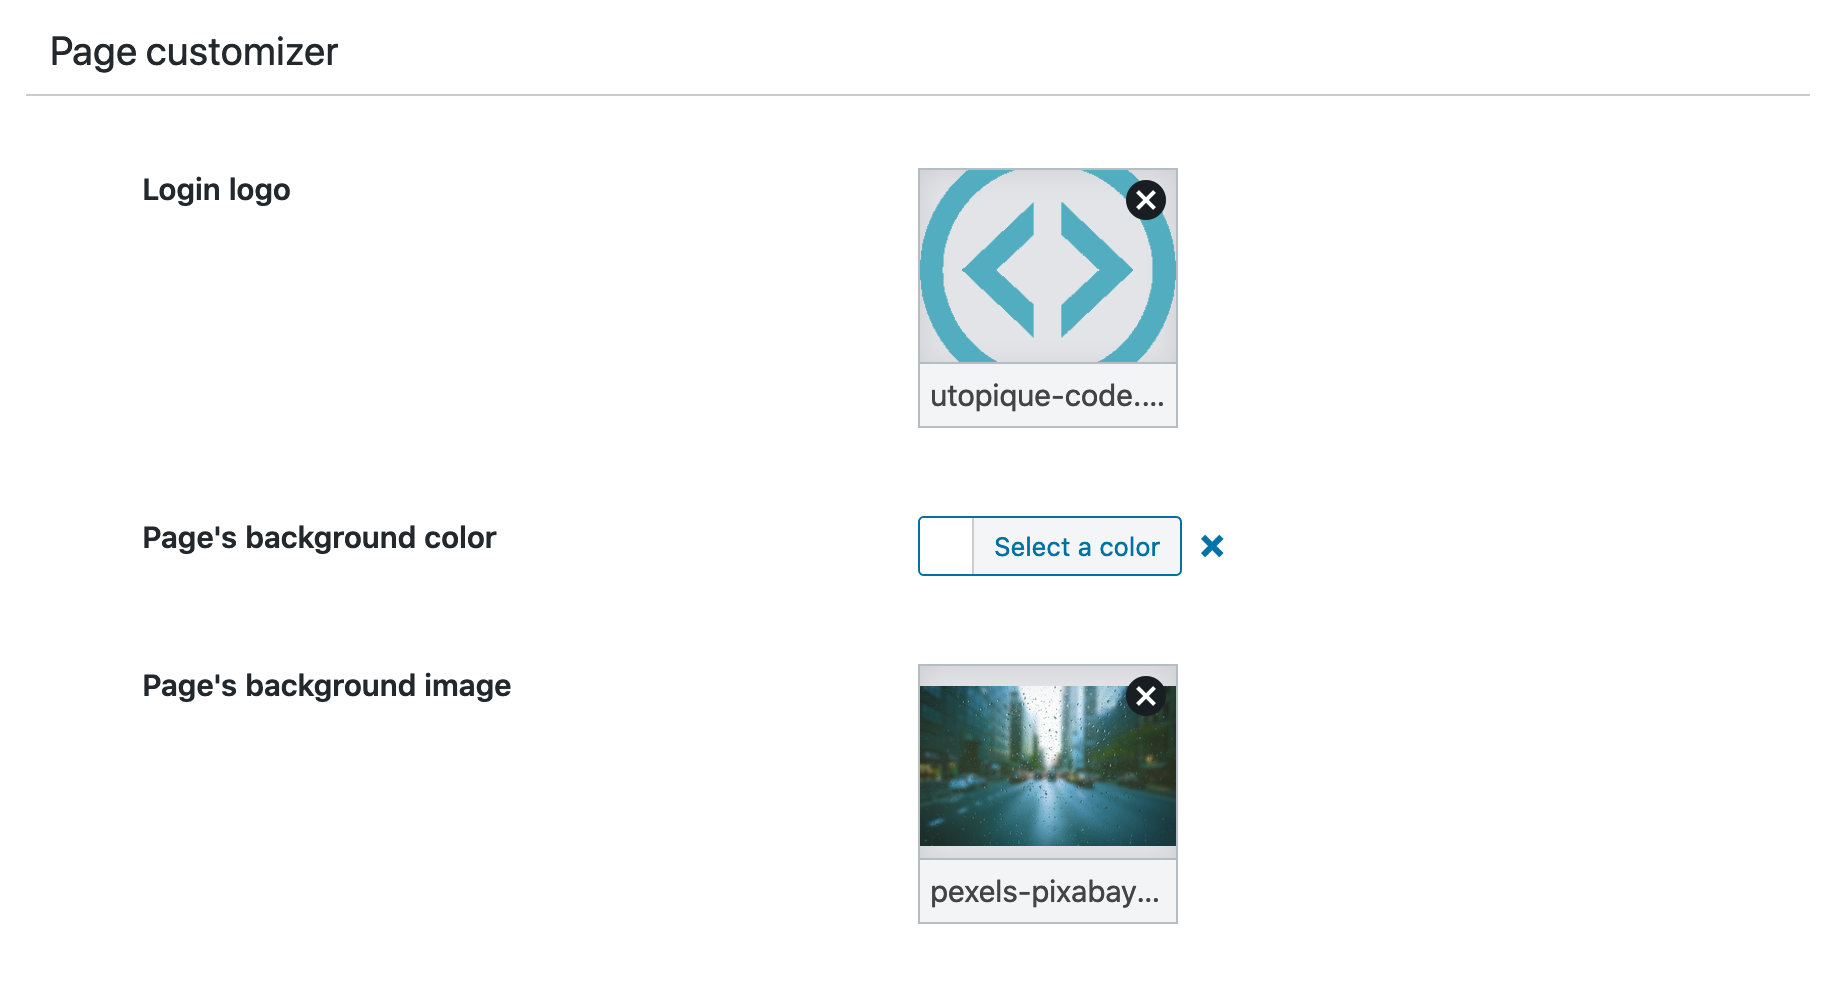 Page customizer
Login logo
utopique-code....
Page's background color
Select a color
Page's background image
pexels-pixabay...